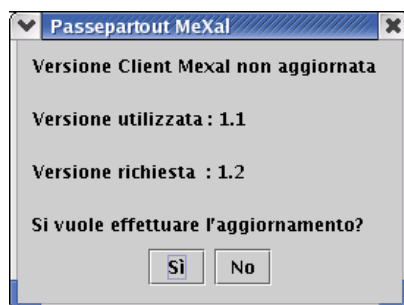 Passepartout MeXal
Versione Client Mexal non aggiornata
Versione utilizzata : 1.1
Versione richiesta : 1.2
Si vuole effettuare l'aggiornamento?
Sì No